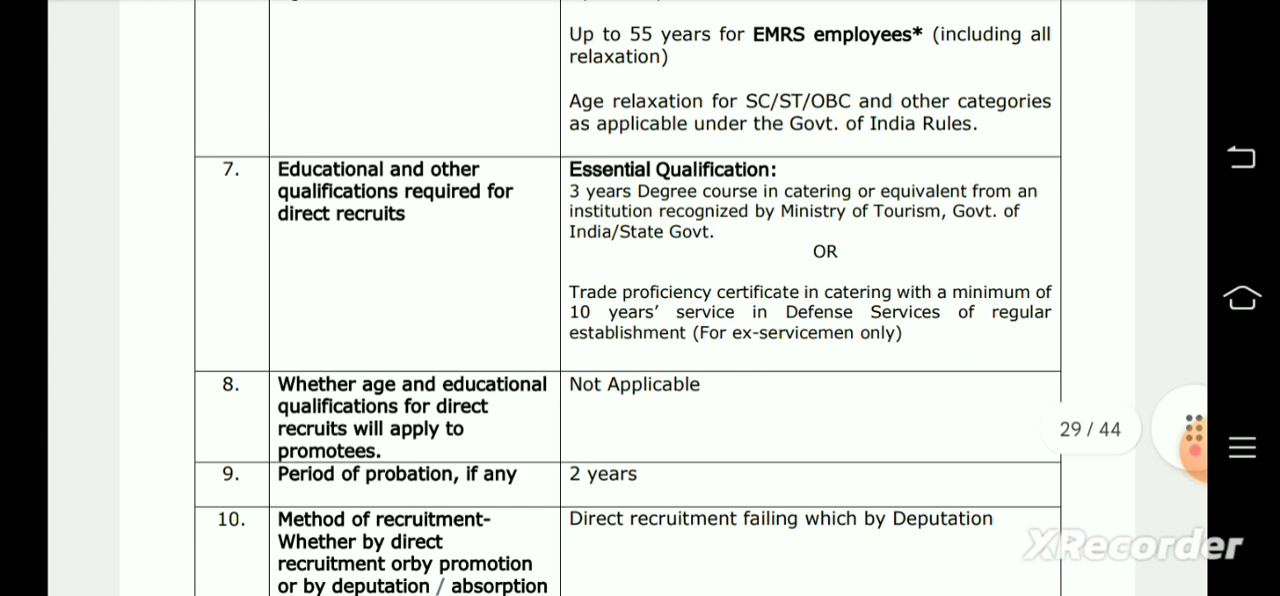 Up to 55 years for EMRS employees* (including all
relaxation)
Age relaxation for SC/ST/OBC and other categories
as applicable under the Govt. of India Rules.
7.
Educational and other
qualifications required for
direct recruits
Essential Qualification:
3 years Degree course in catering or equivalent from an
institution recognized by Ministry of Tourism, Govt. of
India/State Govt.
OR
Trade proficiency certificate in catering with a minimum of
10 years' service in Defense Services of regular
establishment (For ex-servicemen only)
8.
Whether age and educational
qualifications for direct
recruits will apply to
promotees.
Not Applicable
29 / 44
9.
Period of probation, if any
2 years
10.
Method of recruitment-
Whether by direct
recruitment orby promotion
or by deputation / absorption
Direct recruitment failing which by Deputation
XRecorder